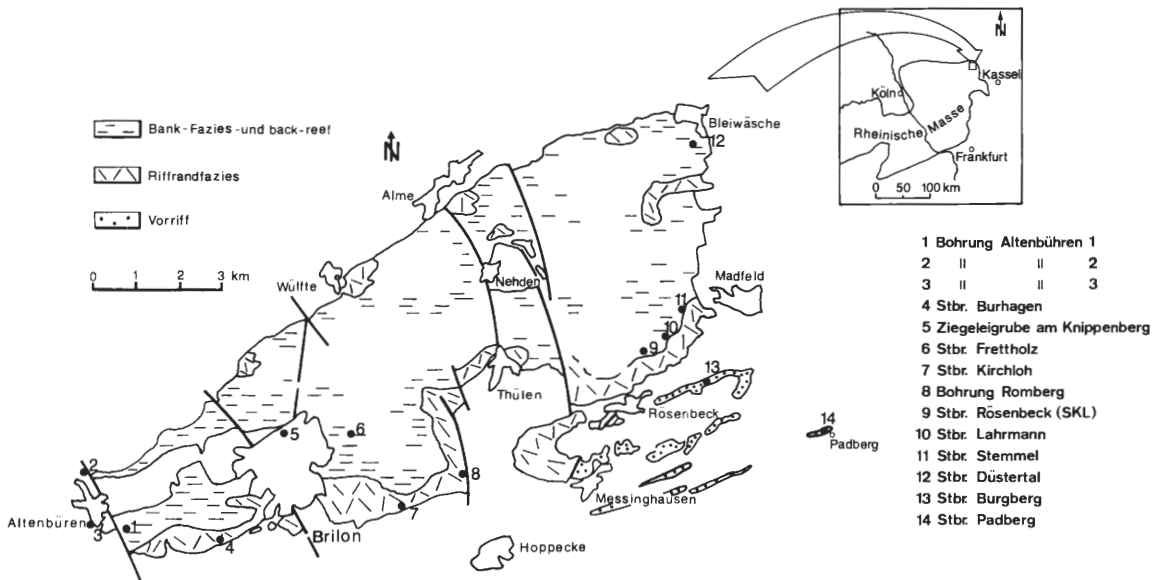 N
Kassel
Köln
Rheinische Masse
Frankfurt
0 50 100 km
Bank-Fazies-und back-reef
Riffrandfazies
Vorriff
0 1 2 3 km
N
Bleiwäsche
12
Alme
Nehden
Madfeld
Wülfte
11
10
9
13
Thülen
Rösenbeck
14
Padberg
5
6
2
8
Messinghausen
7
Altenbüren
3
1
4
Brilon
Hoppecke
1 Bohrung Altenbühren 1
2 " " 2
3 " " 3
4 Stbr. Burhagen
5 Ziegeleigrube am Knippenberg
6 Stbr. Frettholz
7 Stbr. Kirchloh
8 Bohrung Romberg
9 Stbr. Rösenbeck (SKL)
10 Stbr. Lahrmann
11 Stbr. Stemmel
12 Stbr. Düstertal
13 Stbr. Burgberg
14 Stbr. Padberg